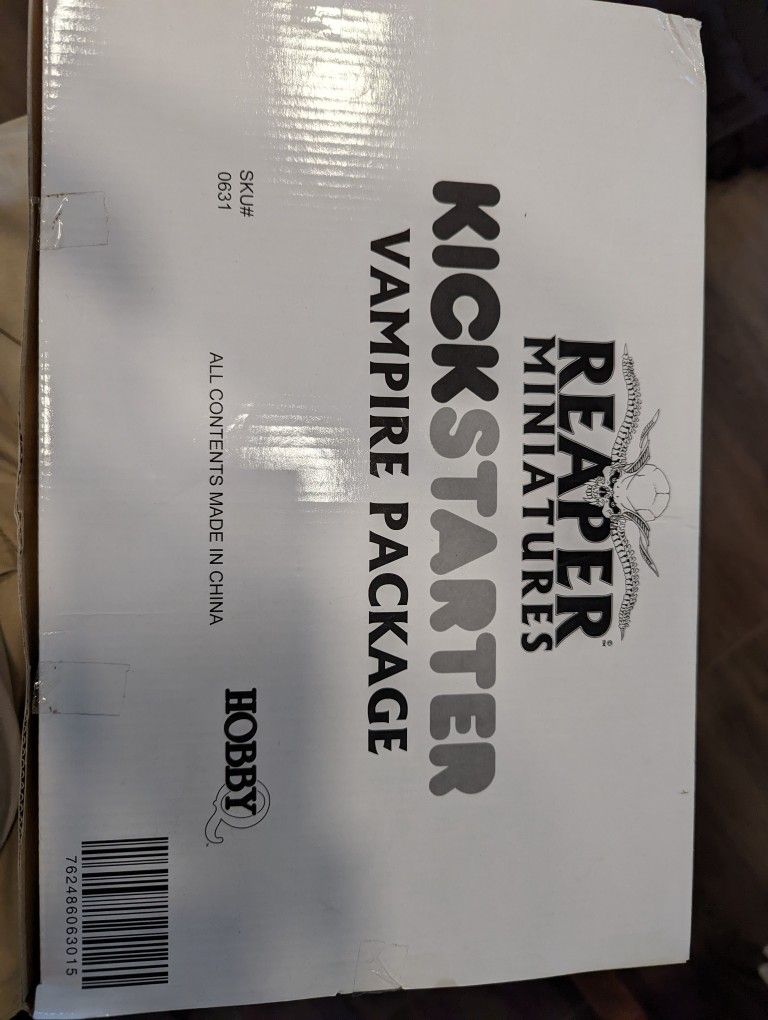 REAPER
MINIATURES
KICKSTARTER
VAMPIRE PACKAGE
SKU#
0631
ALL CONTENTS MADE IN CHINA
HOBBY Q
762486063015